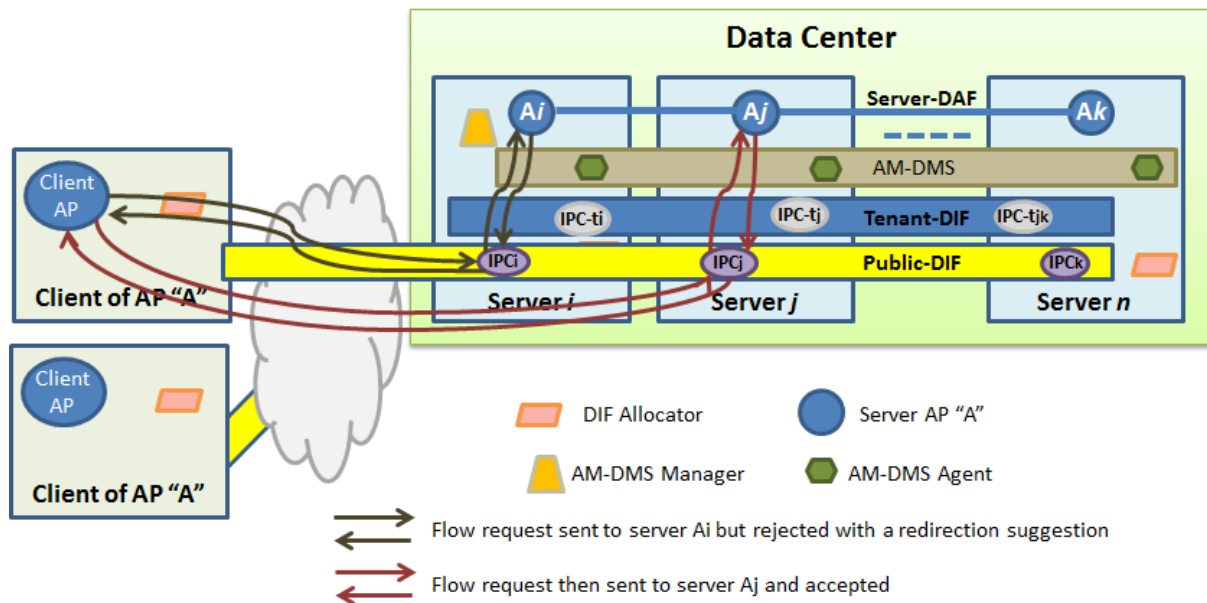 Data Center
Ai
Aj
Server-DAF
Ak
AM-DMS
IPC-ti
IPC-tj
Tenant-DIF
IPC-tjk
IPCi
IPCj
Public-DIF
IPCk
Server i
Server j
Server n
Client
AP
Client of AP “A”
Client
AP
Client of AP “A”
DIF Allocator
Server AP “A”
AM-DMS Manager
AM-DMS Agent
Flow request sent to server Ai but rejected with a redirection suggestion
Flow request then sent to server Aj and accepted